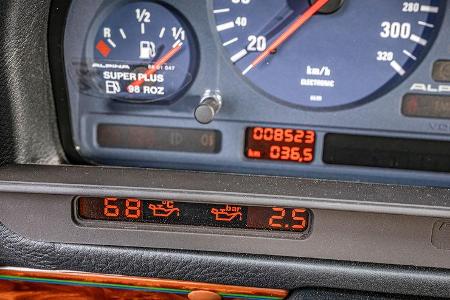 1/2
R
1/1
ALPINA
SUPER PLUS
98 ROZ
20
280
300
320
km/h
ELECTRONIC
ALPINA
008523
km 036,5
68 °C
bar 2.5